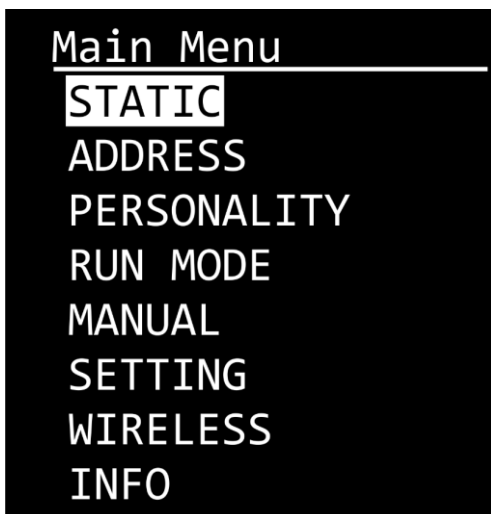 Main Menu
STATIC
ADDRESS
PERSONALITY
RUN MODE
MANUAL
SETTING
WIRELESS
INFO